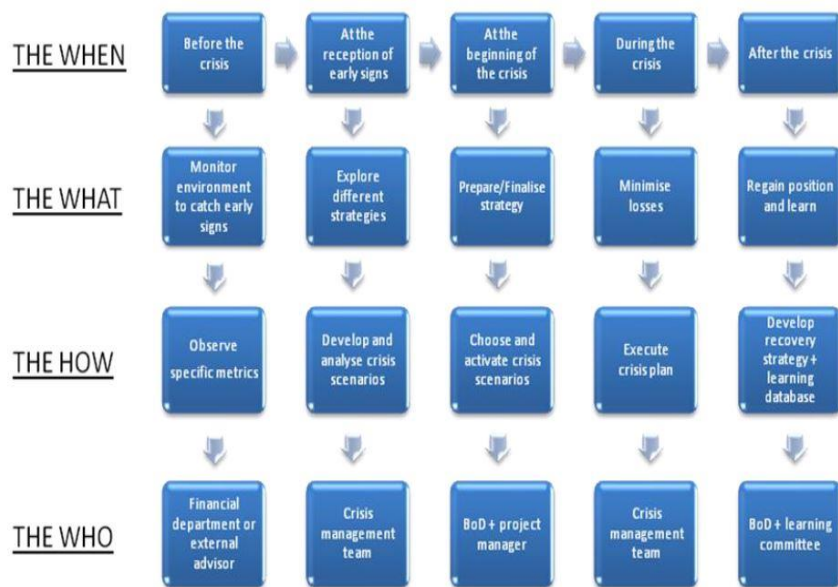 THE WHEN
Before the
crisis
At the
reception of
early signs
At the
beginning of
the crisis
During the
crisis
After the crisis
THE WHAT
Monitor
environment
to catch early
signs
Explore
different
strategies
Prepare/Finalise
strategy
Minimise
losses
Regain position
and learn
THE HOW
Observe
specific metrics
Develop and
analyse crisis
scenarios
Choose and
activate crisis
scenarios
Execute
crisis plan
Develop
recovery
strategy +
learning
database
THE WHO
Financial
department or
external
advisor
Crisis
management
team
BoD + project
manager
Crisis
management
team
BoD + learning
committee